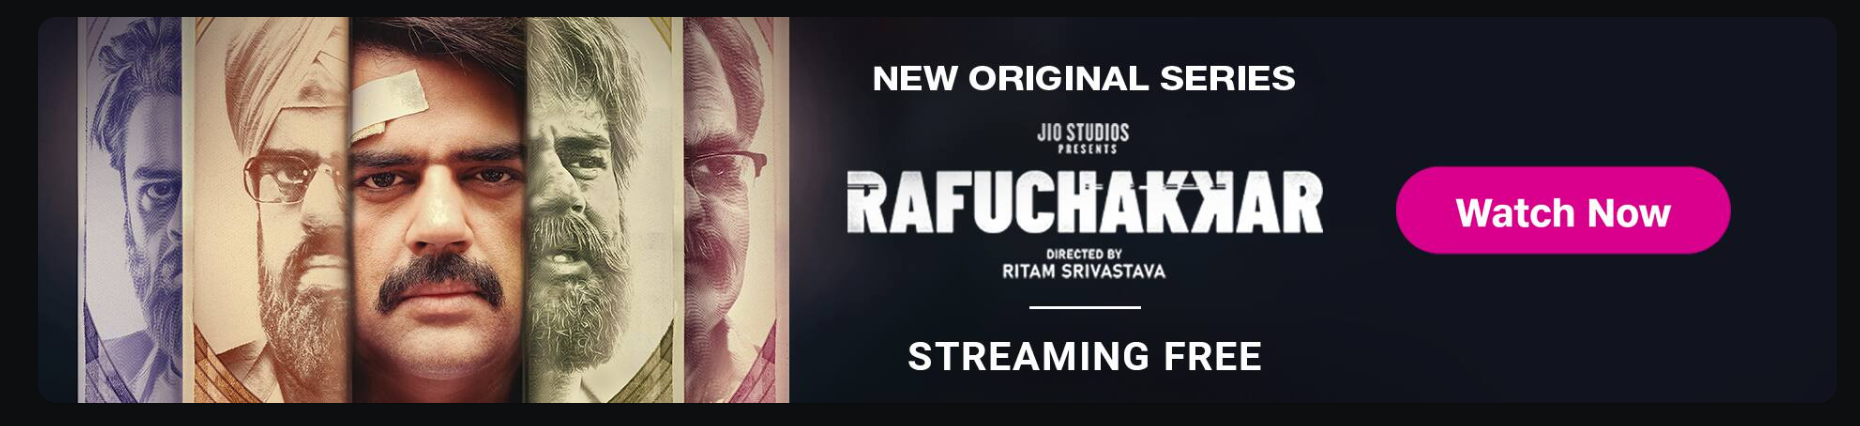 NEW ORIGINAL SERIES
JIO STUDIOS
PRESENTS
RAFUCHAKKAR
DIRECTED BY
RITAM SRIVASTAVA
STREAMING FREE
Watch Now